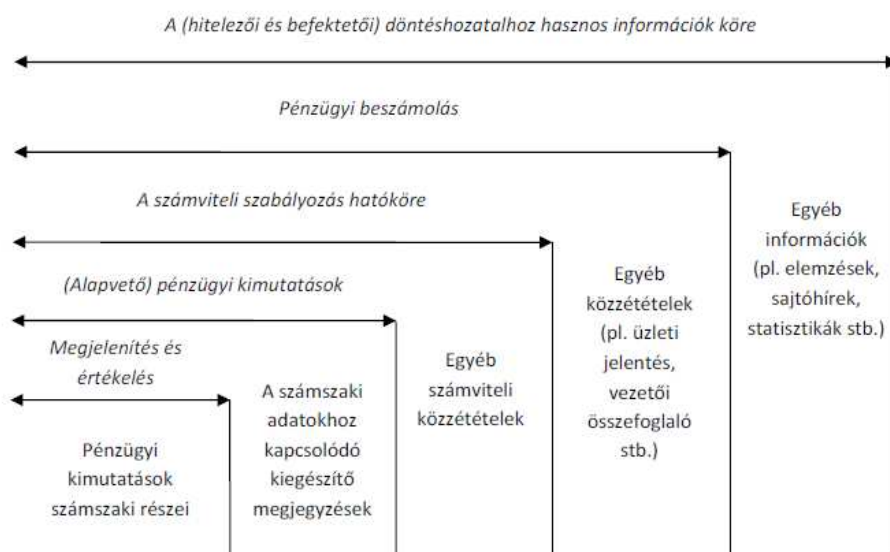 A (hitelezői és befektetői) döntéshozatalhoz hasznos információk köre
Pénzügyi beszámolás
A számviteli szabályozás hatóköre
(Alapvető) pénzügyi kimutatások
Megjelenítés és
értékelés
Pénzügyi
kimutatások
számszaki részei
A számszaki
adatokhoz
kapcsolódó
kiegészítő
megjegyzések
Egyéb
számviteli
közzétételek
Egyéb
közzétételek
(pl. üzleti
jelentés,
vezetői
összefoglaló
stb.)
Egyéb
információk
(pl. elemzések,
sajtóhírek,
statisztikák stb.)